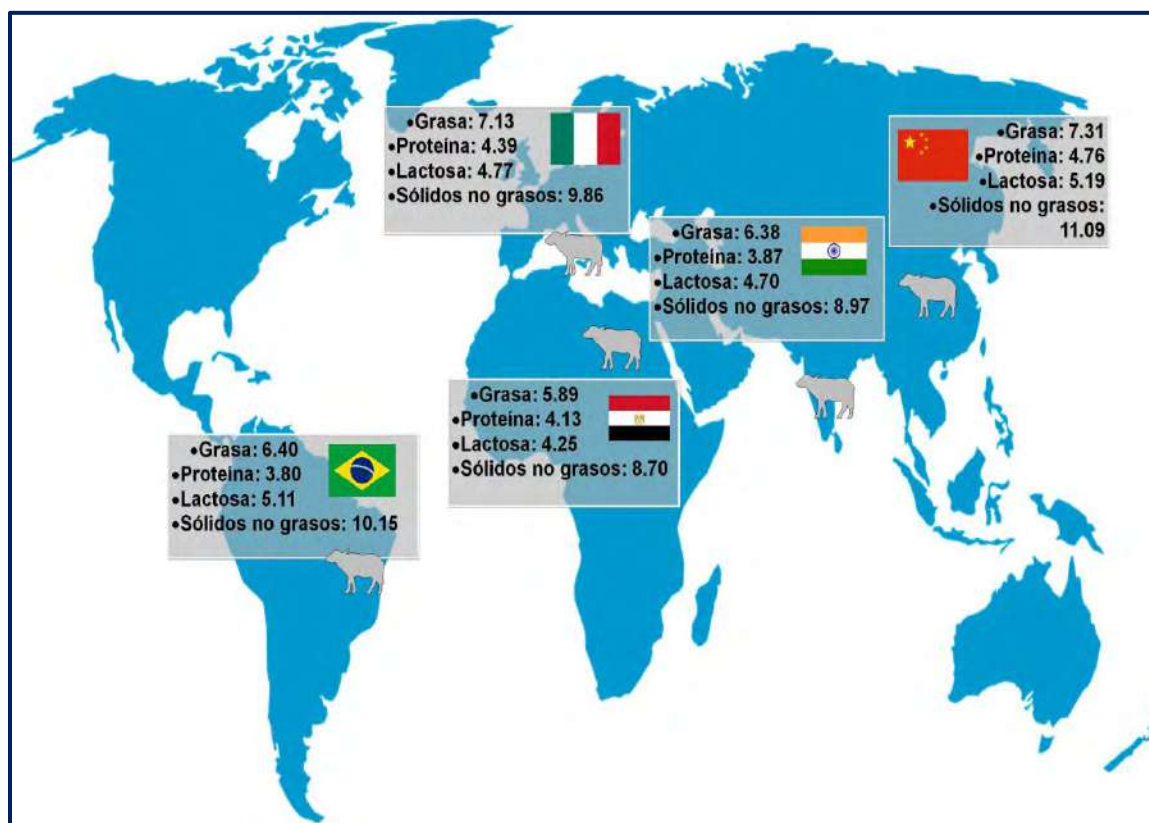 •Grasa: 7.13
•Proteína: 4.39
•Lactosa: 4.77
•Sólidos no grasos: 9.86
•Grasa: 7.31
•Proteína: 4.76
•Lactosa: 5.19
•Sólidos no grasos:
11.09
•Grasa: 6.38
•Proteína: 3.87
•Lactosa: 4.70
•Sólidos no grasos: 8.97
•Grasa: 5.89
•Proteína: 4.13
•Lactosa: 4.25
•Sólidos no grasos: 8.70
•Grasa: 6.40
•Proteína: 3.80
•Lactosa: 5.11
•Sólidos no grasos: 10.15